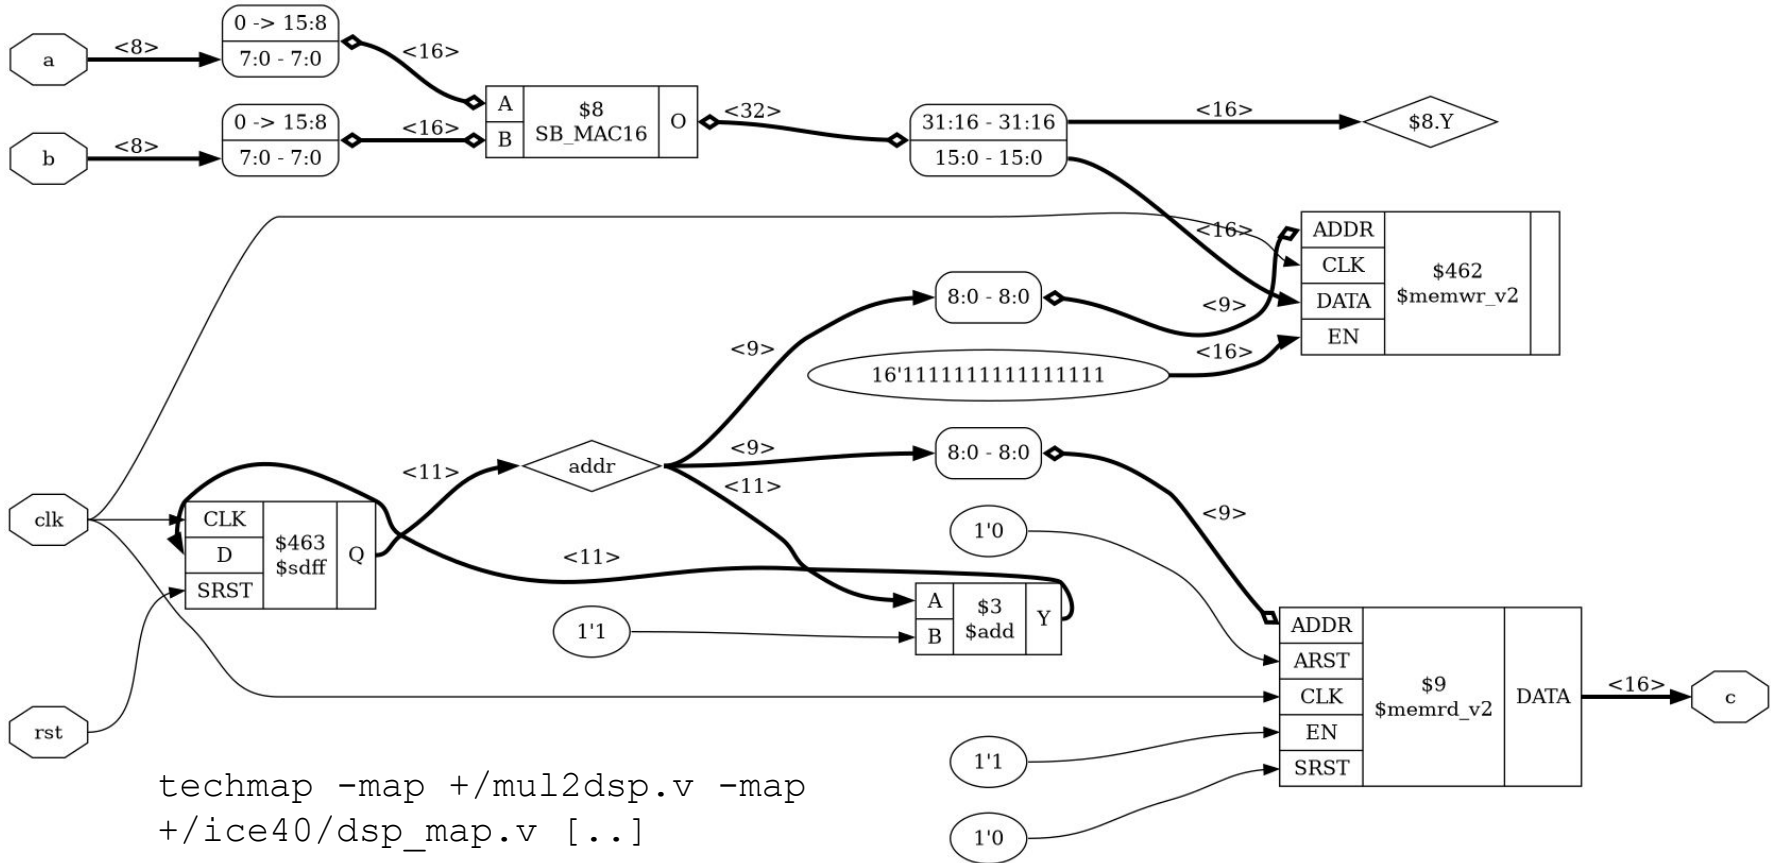 a
<8>
0 -> 15:8
7:0 - 7:0
<16>
b
<8>
0 -> 15:8
7:0 - 7:0
<16>
A
B
$8
SB_MAC16
O
<32>
31:16 - 31:16
15:0 - 15:0
<16>
$8.Y
<16>
ADDR
CLK
DATA
EN
$462
$memwr_v2
8:0 - 8:0
<9>
<9>
16'1111111111111111
<16>
<9>
8:0 - 8:0
<9>
<11>
addr
<11>
clk
CLK
D
SRST
$463
$sdff
Q
<11>
1'0
1'1
A
B
$3
$add
Y
ADDR
ARST
CLK
EN
SRST
$9
$memrd_v2
DATA
<16>
c
rst
1'1
1'0
techmap -map +/mul2dsp.v -map
+/ice40/dsp_map.v [..]